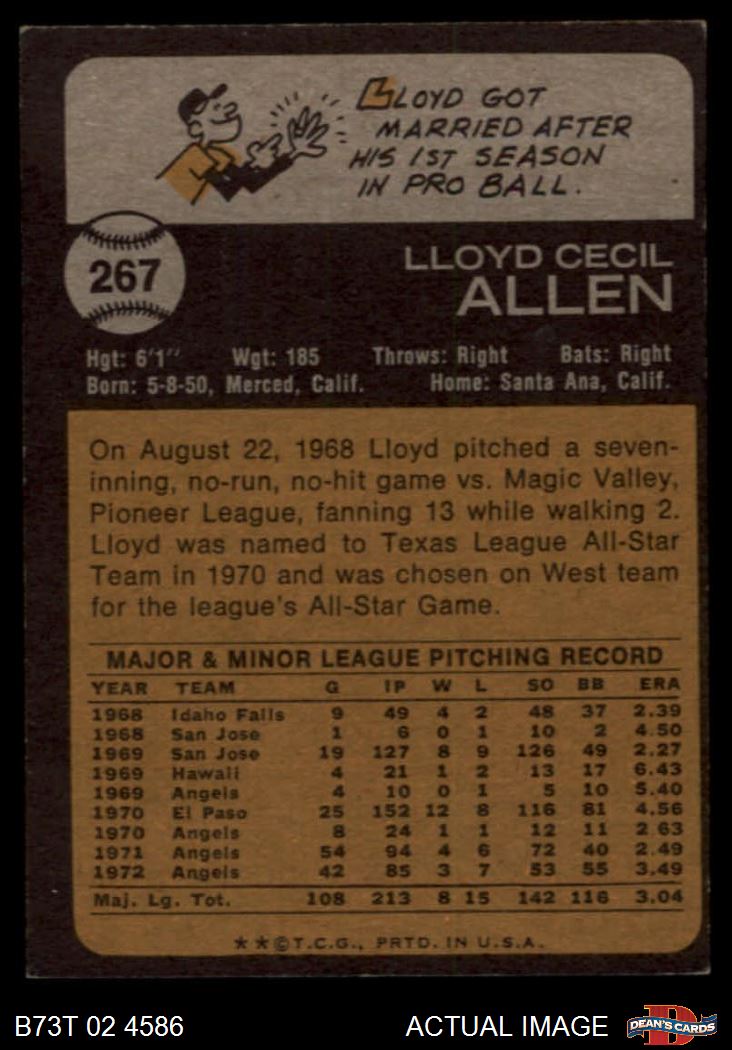 LLOYD GOT
MARRIED AFTER
HIS 1ST SEASON
IN PRO BALL.
267
LLOYD CECIL
ALLEN
Hgt: 6'1" Wgt: 185 Throws: Right Bats: Right
Born: 5-8-50, Merced, Calif. Home: Santa Ana, Calif.
On August 22, 1968 Lloyd pitched a seven-
inning, no-run, no-hit game vs. Magic Valley,
Pioneer League, fanning 13 while walking 2.
Lloyd was named to Texas League All-Star
Team in 1970 and was chosen on West team
for the league's All-Star Game.
MAJOR & MINOR LEAGUE PITCHING RECORD
YEAR TEAM G IP W L SO BB ERA
1968 Idaho Falls 9 49 4 2 48 37 2.39
1968 San Jose 1 6 0 1 10 2 4.50
1969 San Jose 19 127 8 9 126 49 2.27
1969 Hawaii 4 21 1 2 13 17 6.43
1969 Angels 4 10 0 1 5 10 5.40
1970 El Paso 25 152 12 8 116 81 4.56
1970 Angels 8 24 1 1 12 11 2.63
1971 Angels 54 94 4 6 72 40 2.49
1972 Angels 42 85 3 7 53 55 3.49
Maj. Lg. Tot. 108 213 8 15 142 116 3.04
**©T.C.G., PRTD. IN U.S.A.
B73T 02 4586 ACTUAL IMAGE D DEAN'S CARDS